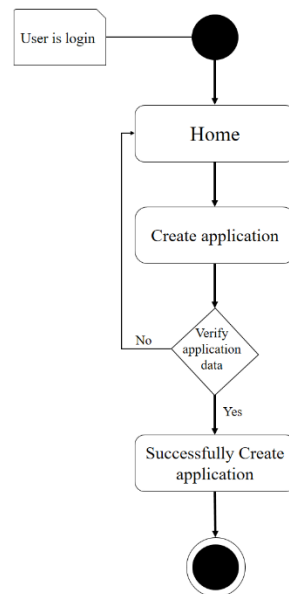 User is login
Home
Create application
Verify
application
data
No
Yes
Successfully Create
application